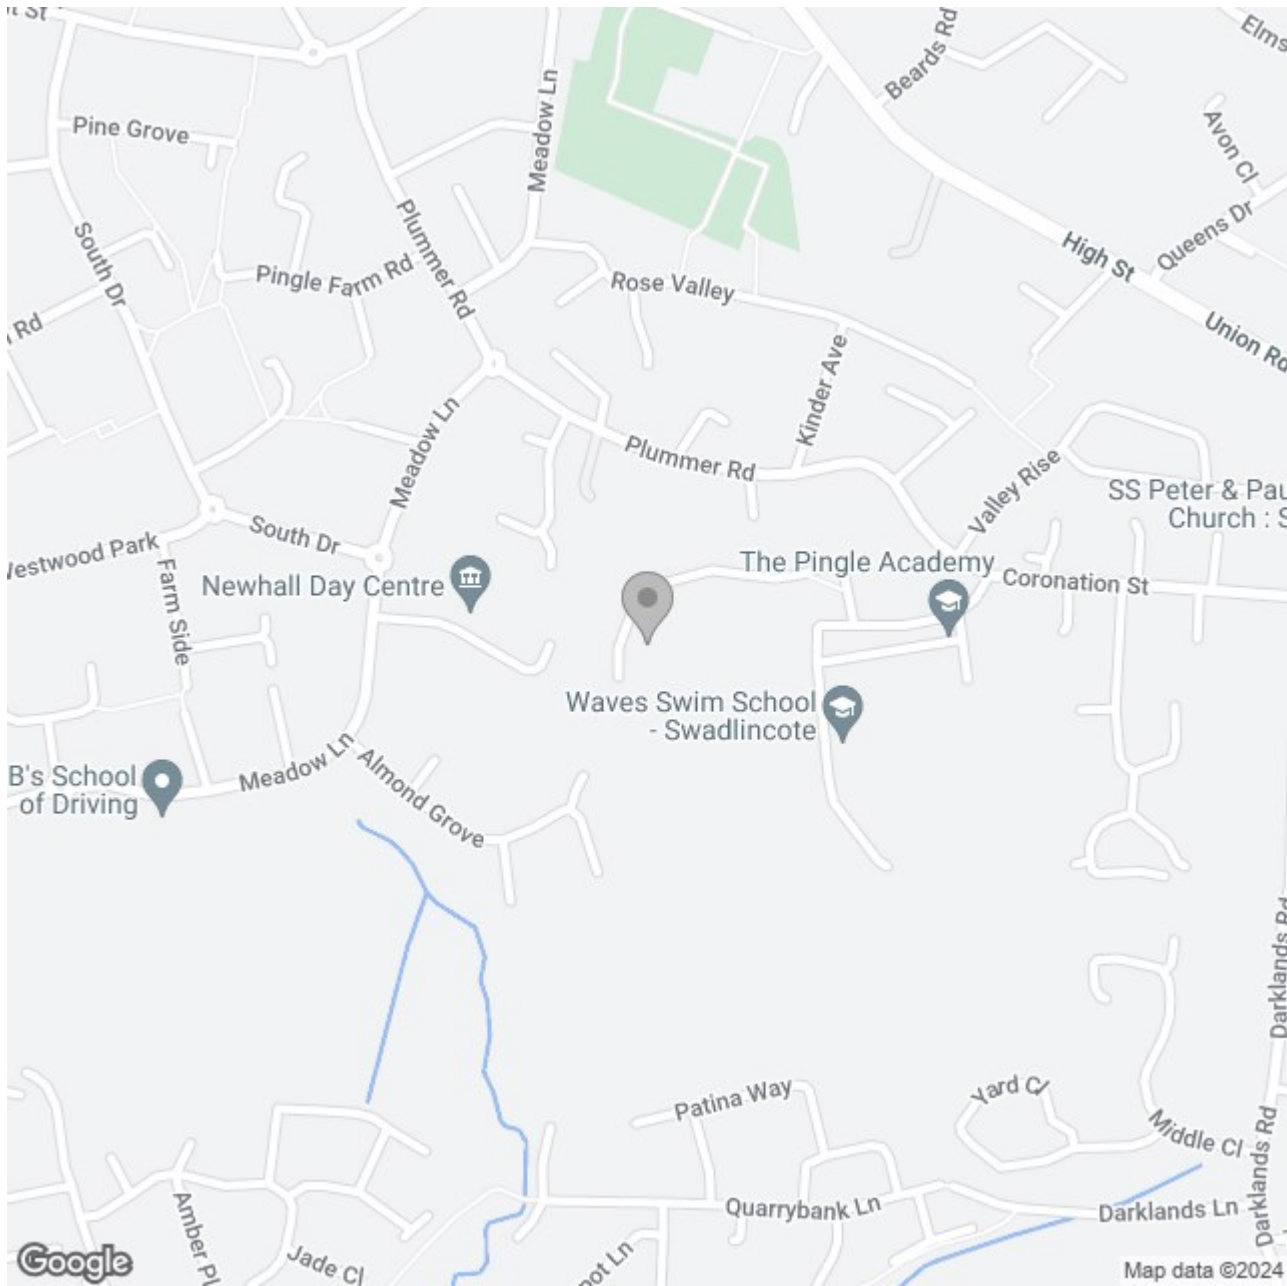 Elms
Beards Rd
Meadow Ln
Pine Grove
Avon Cl
Queens Dr
Plummer Rd
South Dr
High St
Pingle Farm Rd
Rose Valley
Union Rd
Rd
Kinder Ave
Meadow Ln
Plummer Rd
Valley Rise
SS Peter & Pau
Church : S
South Dr
Westwood Park
The Pingle Academy
Newhall Day Centre
Coronation St
Farm Side
Waves Swim School
- Swadlincote
Meadow Ln
B's School
of Driving
Almond Grove
Darklands Rd
Patina Way
Yard Cl
Middle Cl
Darklands Rd
Quarrybank Ln
Darklands Ln
Amber Pl
Jade Cl
Google
Map data ©2024